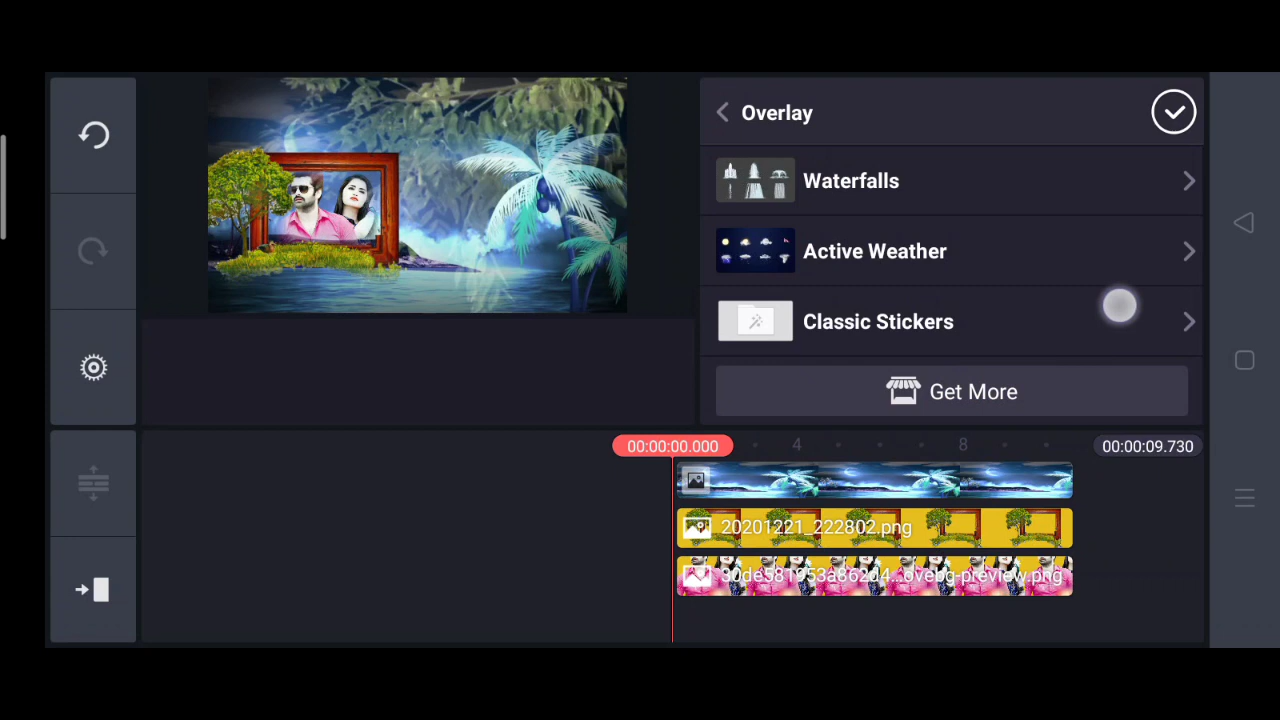 Overlay
Waterfalls
Active Weather
Classic Stickers
Get More
00:00:00.000
4
8
00:00:09.730
20201221_222802.png
30de581953a862d4...ovebg-preview.png